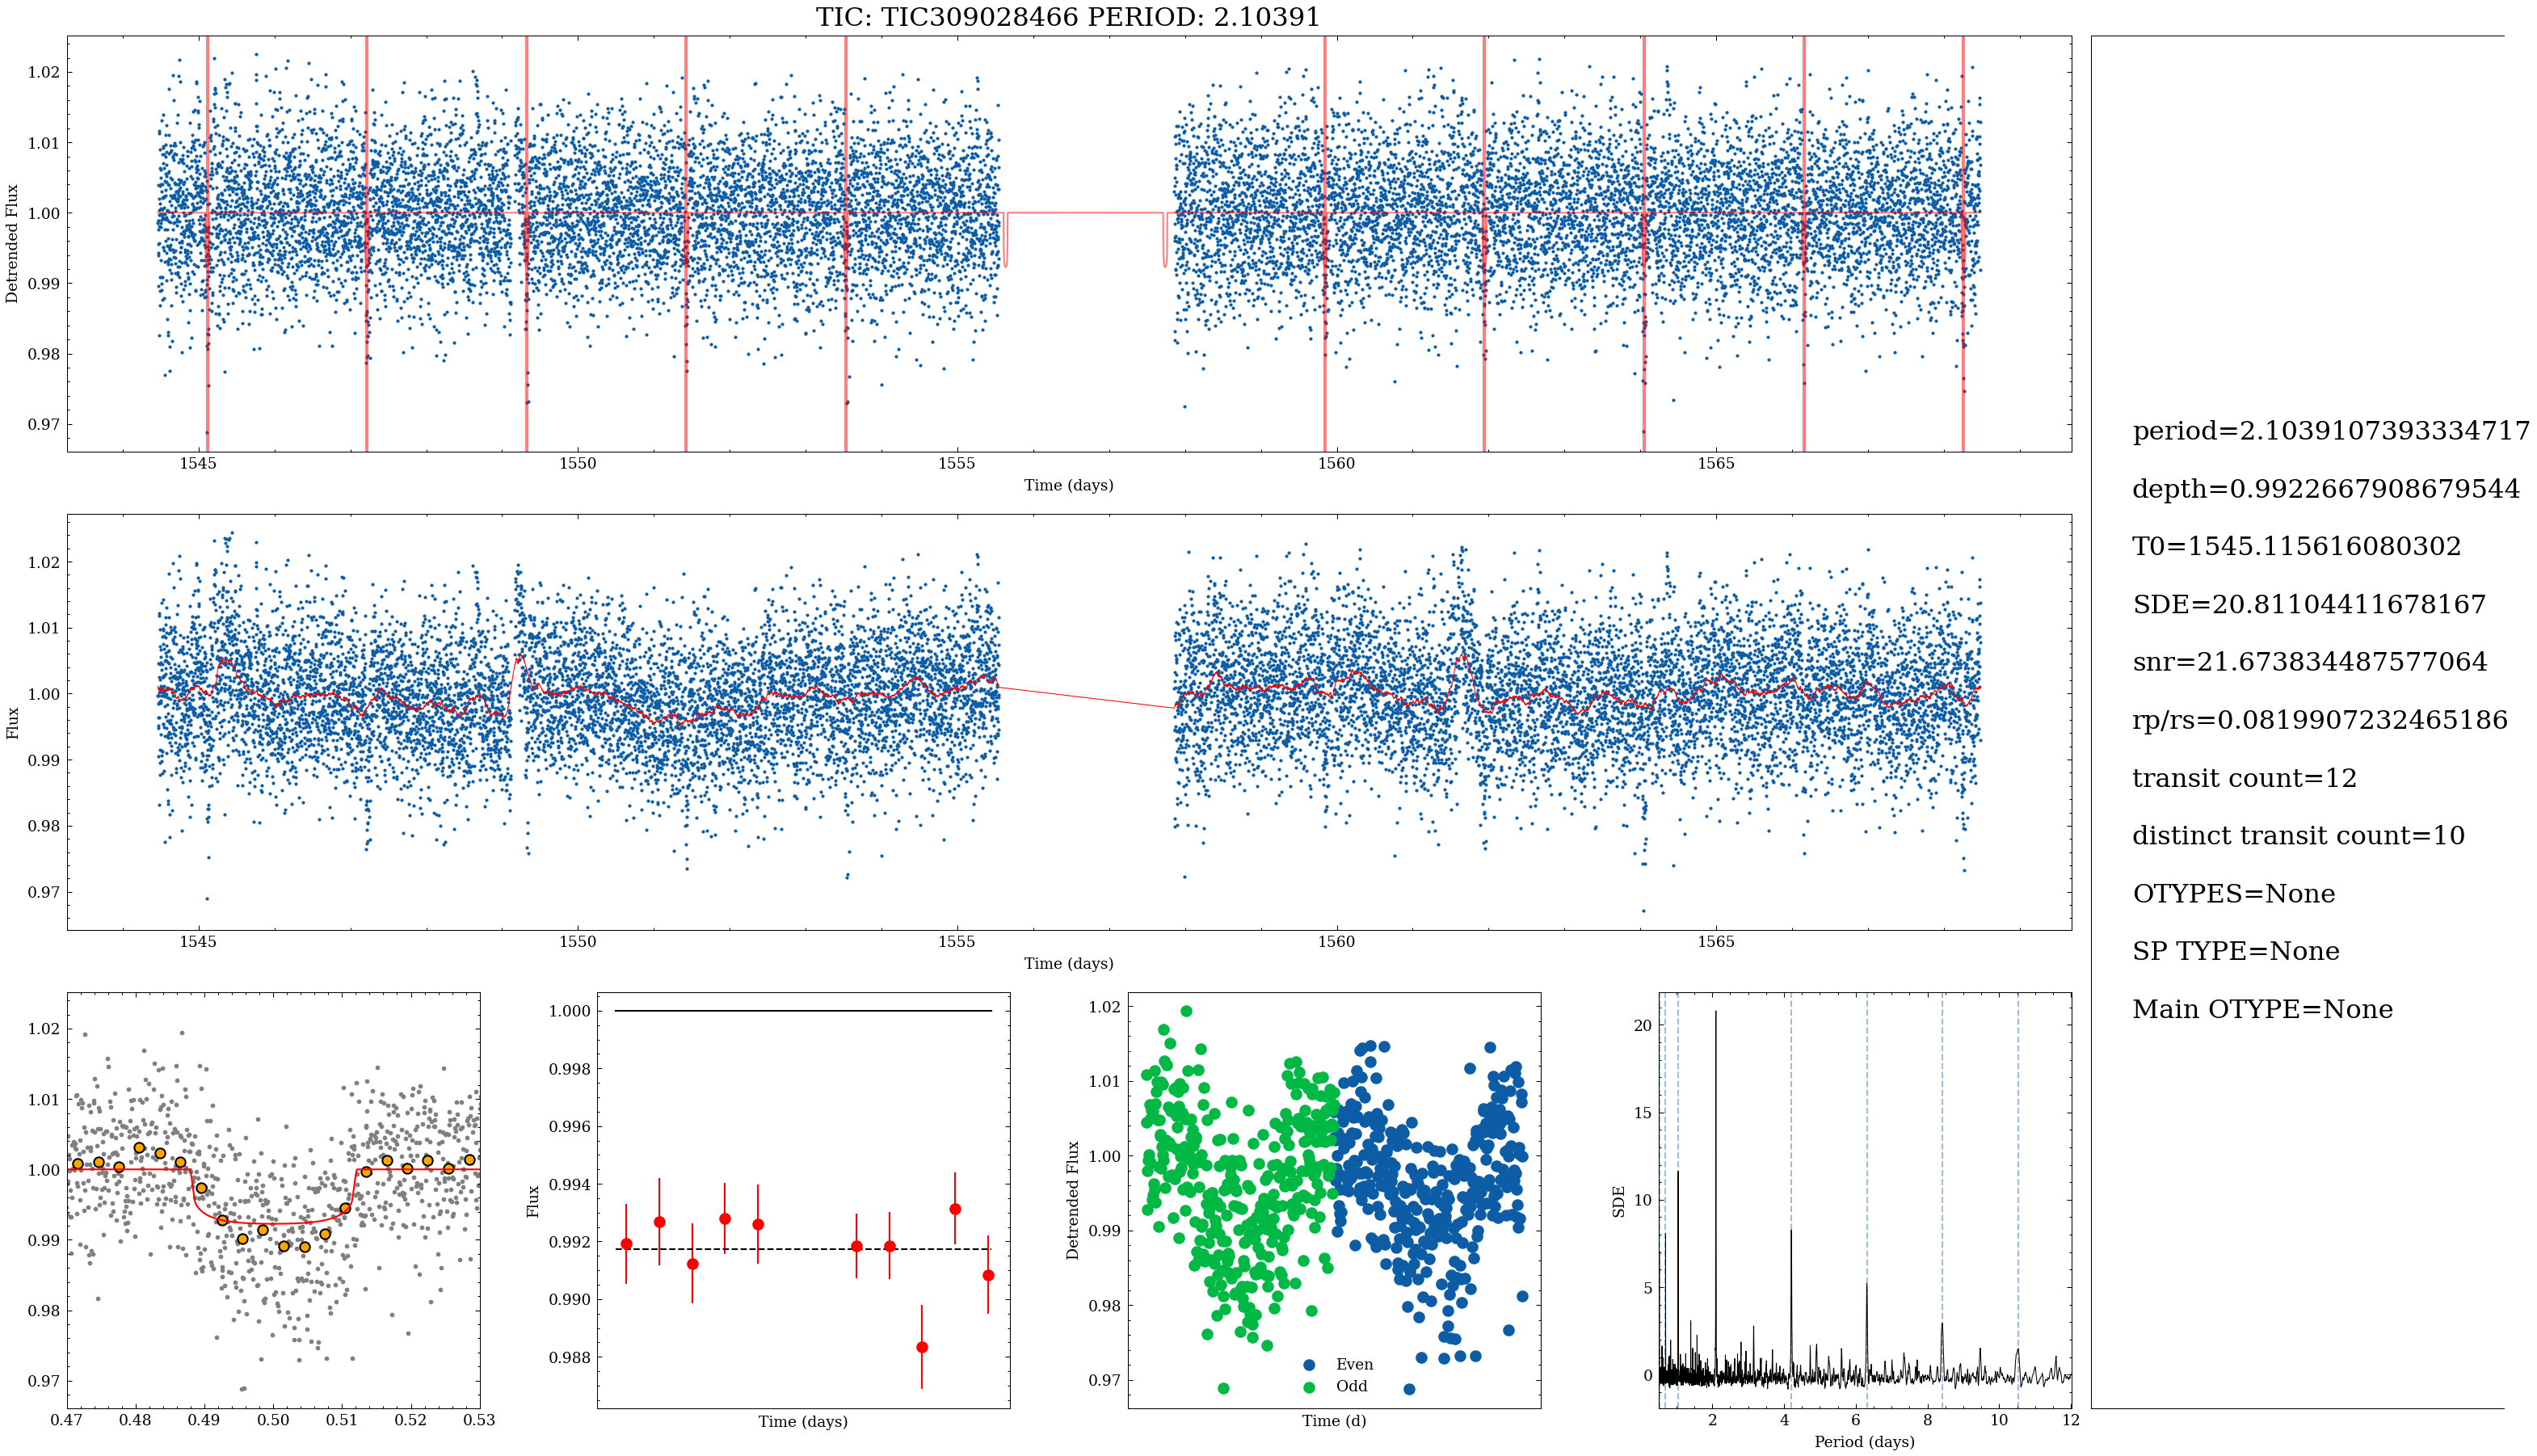 TIC: TIC309028466 PERIOD: 2.10391
1.02
1.01
1.00
0.99
0.98
0.97
Detrended Flux
1545
1550
1555
1560
1565
Time (days)
1.02
1.01
1.00
0.99
0.98
0.97
Flux
1545
1550
1555
1560
1565
Time (days)
1.02
1.01
1.00
0.99
0.98
0.97
0.47
0.48
0.49
0.50
0.51
0.52
0.53
1.000
0.998
0.996
0.994
0.992
0.990
0.988
Flux
Time (days)
1.02
1.01
1.00
0.99
0.98
0.97
Detrended Flux
Even
Odd
Time (d)
20
15
10
5
0
SDE
2
4
6
8
10
12
Period (days)
period=2.1039107393334717
depth=0.9922667908679544
T0=1545.115616080302
SDE=20.81104411678167
snr=21.673834487577064
rp/rs=0.0819907232465186
transit count=12
distinct transit count=10
OTYPES=None
SP TYPE=None
Main OTYPE=None